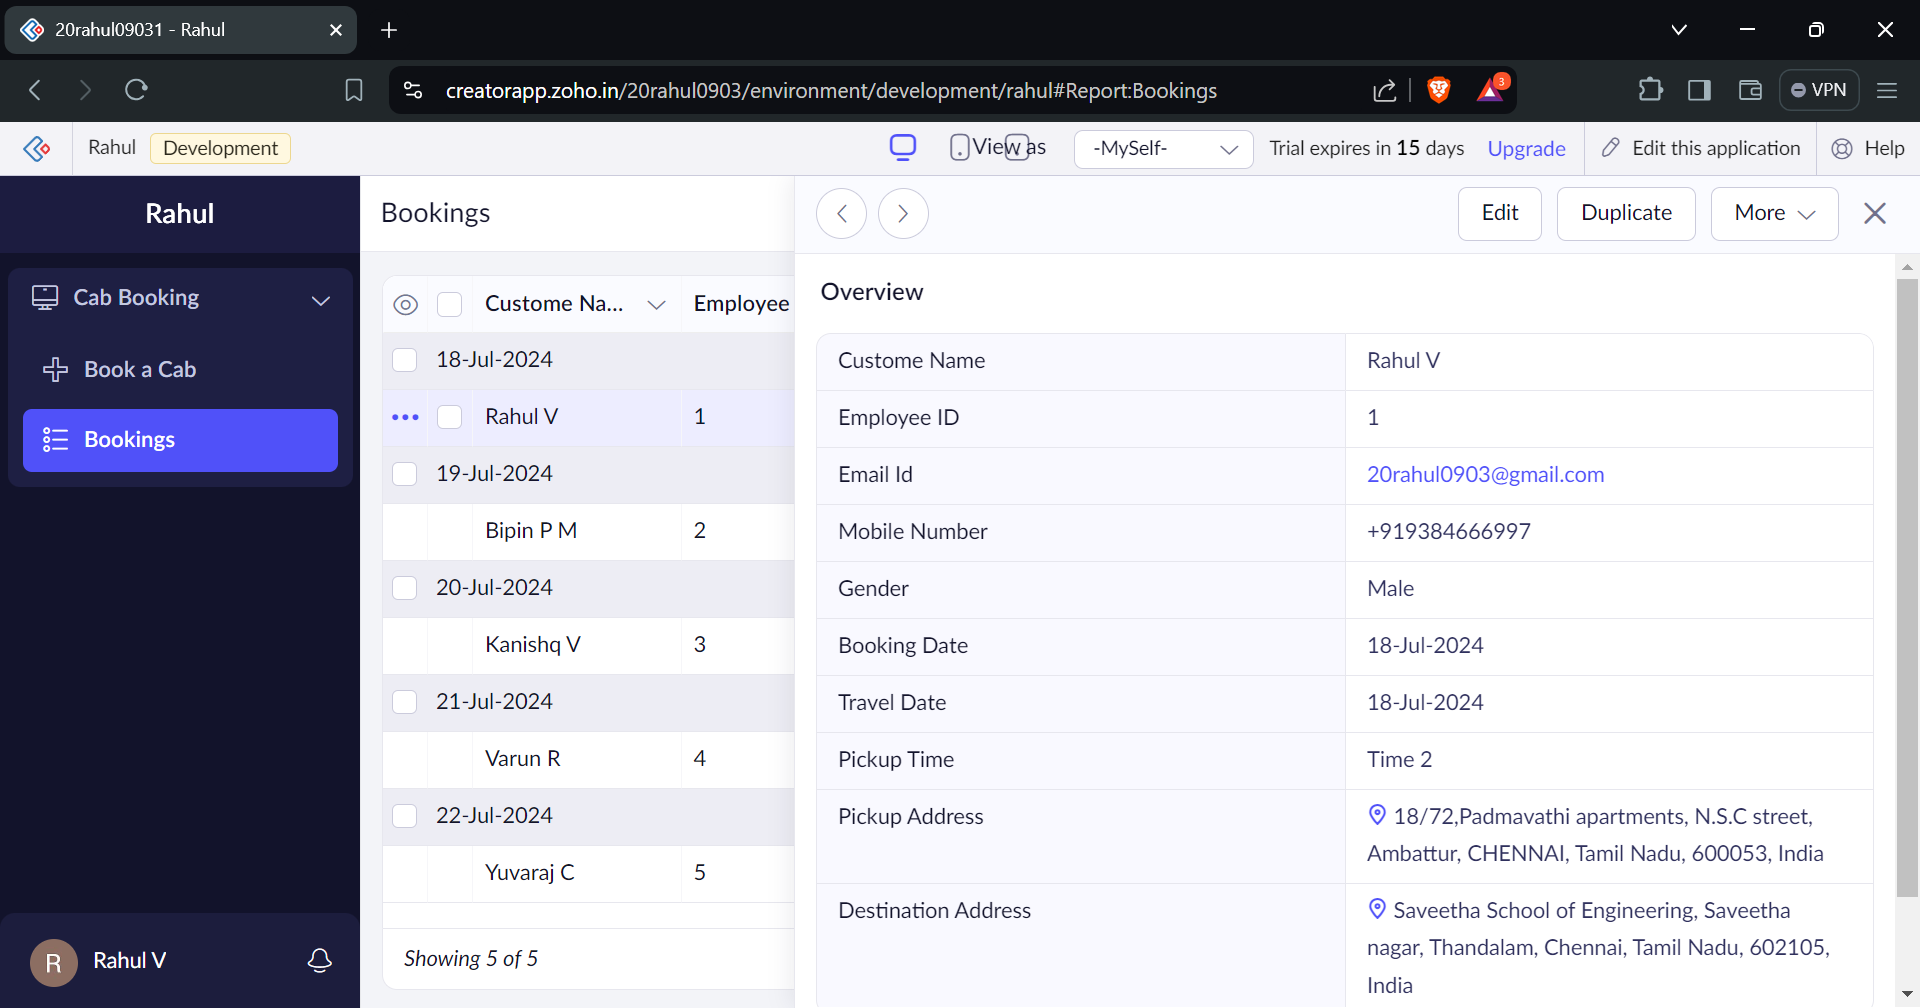 20rahul09031 - Rahul
creatorapp.zoho.in/20rahul0903/environment/development/rahul#Report:Bookings
3
VPN
Rahul
Development
View as
-MySelf-
Trial expires in 15 days
Upgrade
Edit this application
Help
Rahul
Cab Booking
Book a Cab
Bookings
R
Rahul V
Bookings
Custome Na...
Employee
18-Jul-2024
Rahul V 1
19-Jul-2024
Bipin P M 2
20-Jul-2024
Kanishq V 3
21-Jul-2024
Varun R 4
22-Jul-2024
Yuvaraj C 5
Showing 5 of 5
Edit
Duplicate
More
Overview
Custome Name Rahul V
Employee ID 1
Email Id 20rahul0903@gmail.com
Mobile Number +919384666997
Gender Male
Booking Date 18-Jul-2024
Travel Date 18-Jul-2024
Pickup Time Time 2
Pickup Address 18/72,Padmavathi apartments, N.S.C street,
Ambattur, CHENNAI, Tamil Nadu, 600053, India
Destination Address Saveetha School of Engineering, Saveetha
nagar, Thandalam, Chennai, Tamil Nadu, 602105,
India